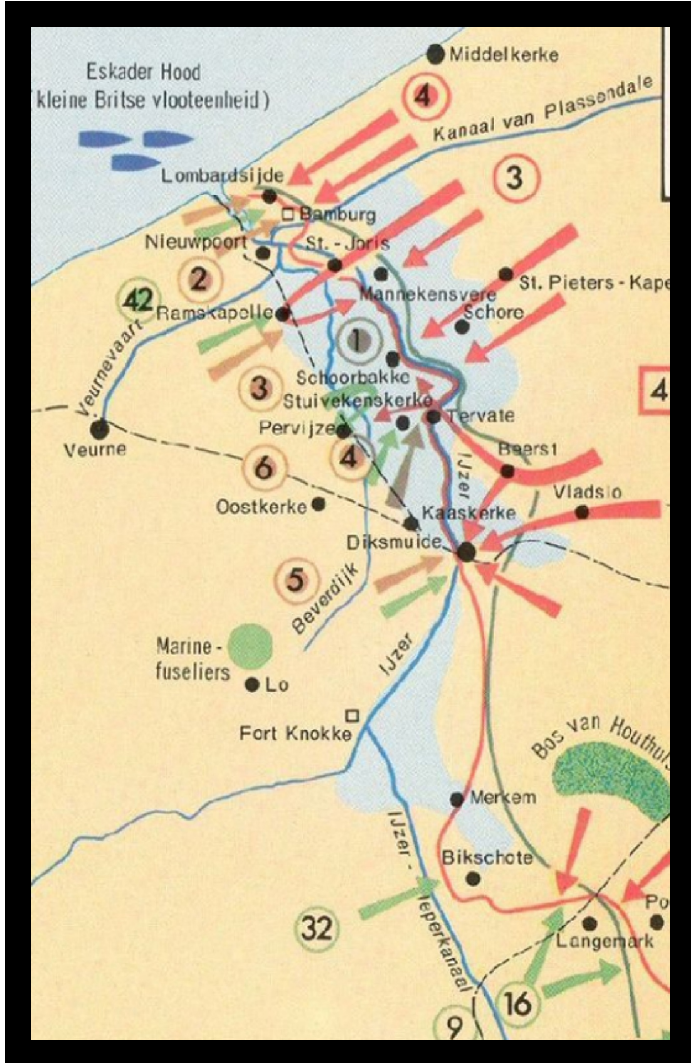 Middelkerke
Eskader Hood
(kleine Britse vlooteenheid)
4
Kanaal van Plassendale
Lombardsijde
3
Bamburg
Nieuwpoort
St.-Joris
2
42
Mannekensvere
St. Pieters-Kape
Ramskapelle
Schore
1
Veurnevaart
Schoorbakke
3
Stuivekenskerke
4
Tervate
Pervijze
Veurne
4
6
IJzer
Beerst
Vladslo
Oostkerke
Kaaskerke
Diksmuide
5
Beverdijk
Marine-
fuseliers
IJzer
Lo
Fort Knokke
Bos van Houthuls
Merkem
IJzer-
Ieperkanaal
Bikschote
32
Po
Langemark
16
9